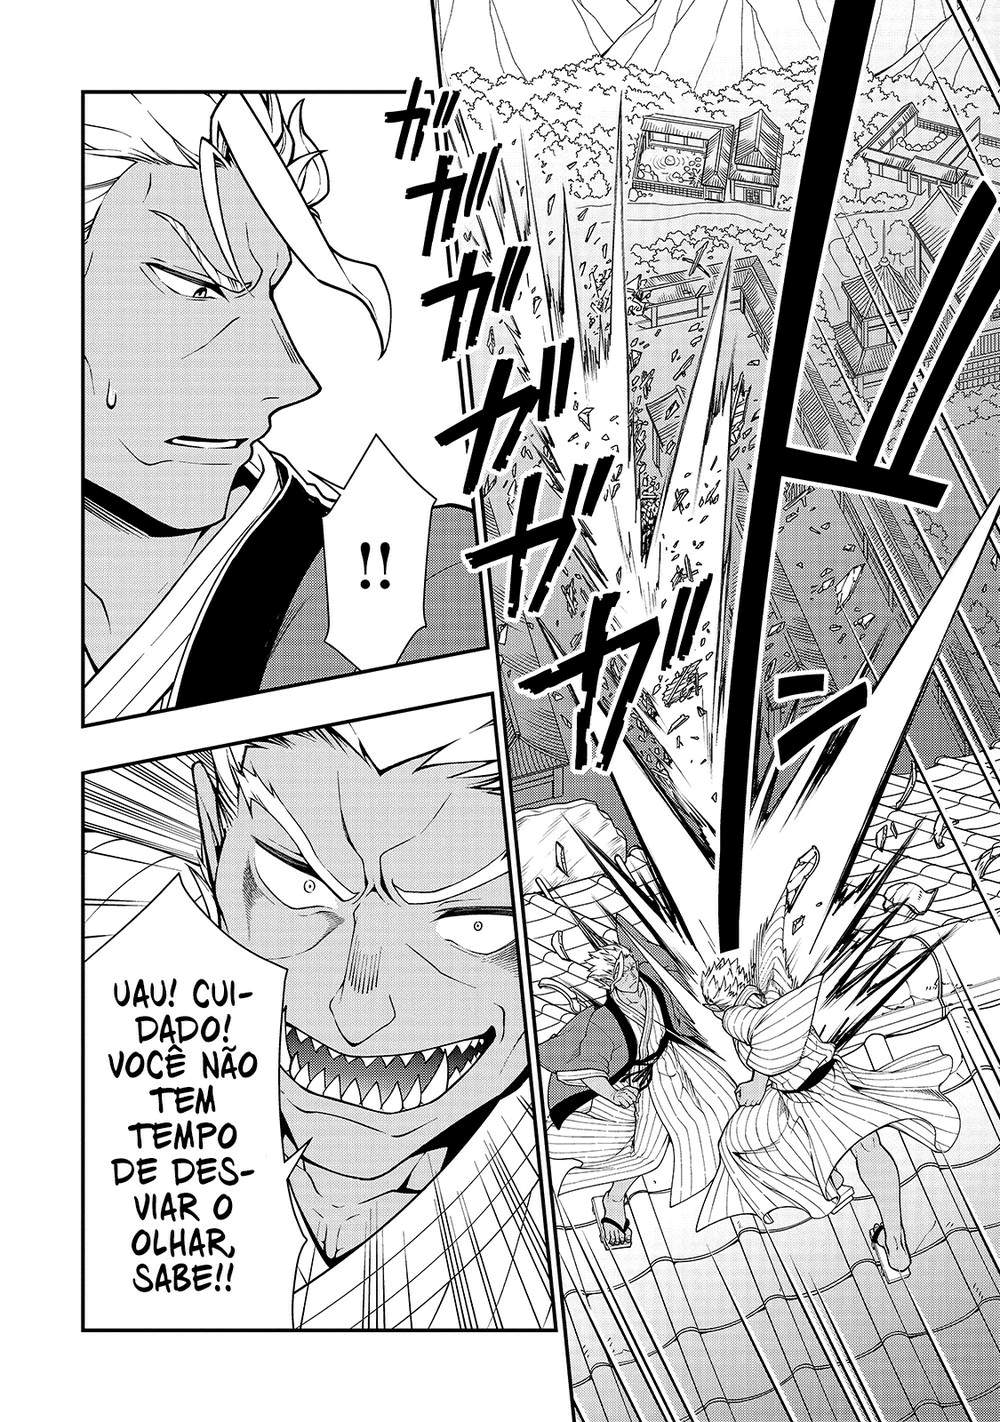 ガガガガガガ
ドーン
!!
UAU! CUI-
DADO!
VOCÊ NÃO
TEM
TEMPO
DE DES-
VIAR O
OLHAR,
SABE!!